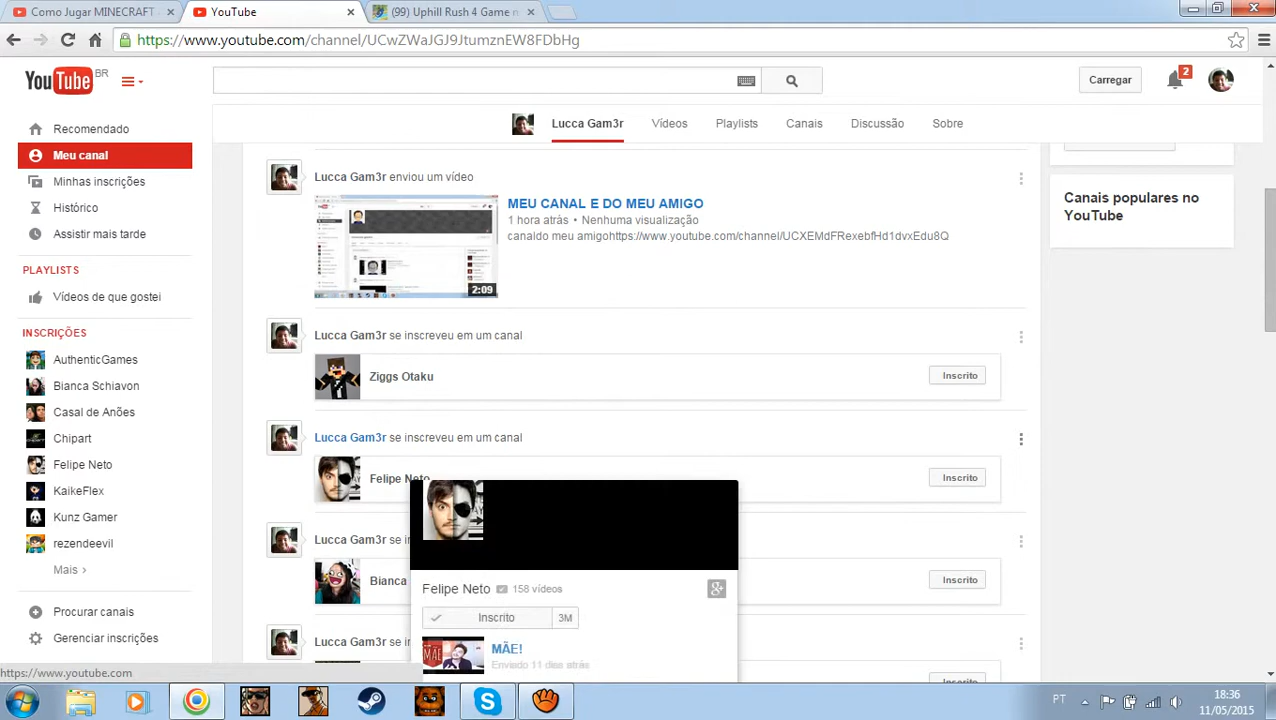 Como Jugar MINECRAFT
YouTube
(99) Uphill Rush 4 Game
https://www.youtube.com/channel/UCwZWaJGJ9JtumznEW8FDbHg
YouTube BR
Carregar
2
Lucca Gam3r
Vídeos
Playlists
Canais
Discussão
Sobre
Recomendado
Meu canal
Minhas inscrições
Histórico
Assistir mais tarde
PLAYLISTS
Vídeos de que gostei
INSCRIÇÕES
AuthenticGames
Bianca Schiavon
Casal de Anões
Chipart
Felipe Neto
KaikeFlex
Kunz Gamer
rezendeevil
Mais
Procurar canais
Gerenciar inscrições
Lucca Gam3r enviou um vídeo
MEU CANAL E DO MEU AMIGO
1 hora atrás • Nenhuma visualização
canaldo meu amigohttps://www.youtube.com/channel/UCXEMdFRexebfHd1dvxEdu8Q
2:09
Lucca Gam3r se inscreveu em um canal
Ziggs Otaku
Inscrito
Lucca Gam3r se inscreveu em um canal
Felipe Neto
Inscrito
Lucca Gam3r se in
Bianca
Inscrito
Lucca Gam3r se in
Inscrito
Felipe Neto 158 vídeos
Inscrito 3M
MÃE!
Enviado 11 dias atrás
Canais populares no
YouTube
https://www.youtube.com
PT
18:36
11/05/2015